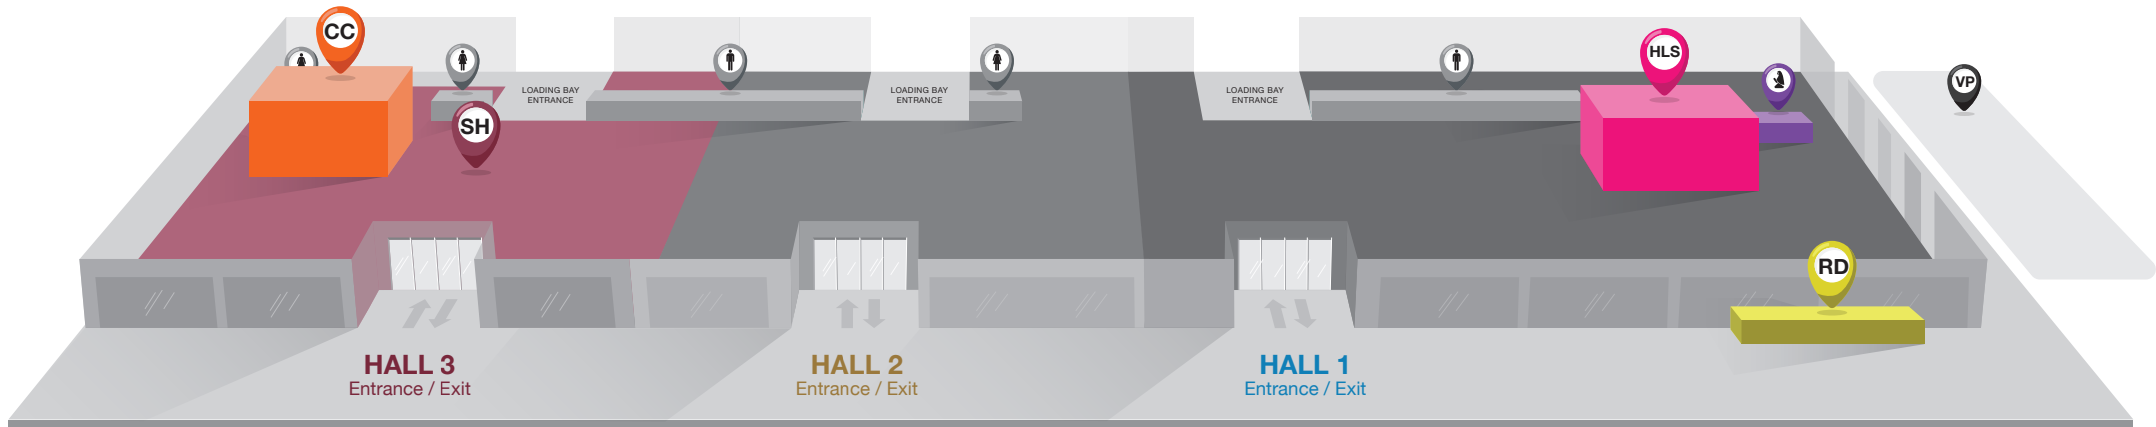 CC
HLS
VP
LOADING BAY
ENTRANCE
LOADING BAY
ENTRANCE
LOADING BAY
ENTRANCE
SH
RD
HALL 3
Entrance / Exit
HALL 2
Entrance / Exit
HALL 1
Entrance / Exit